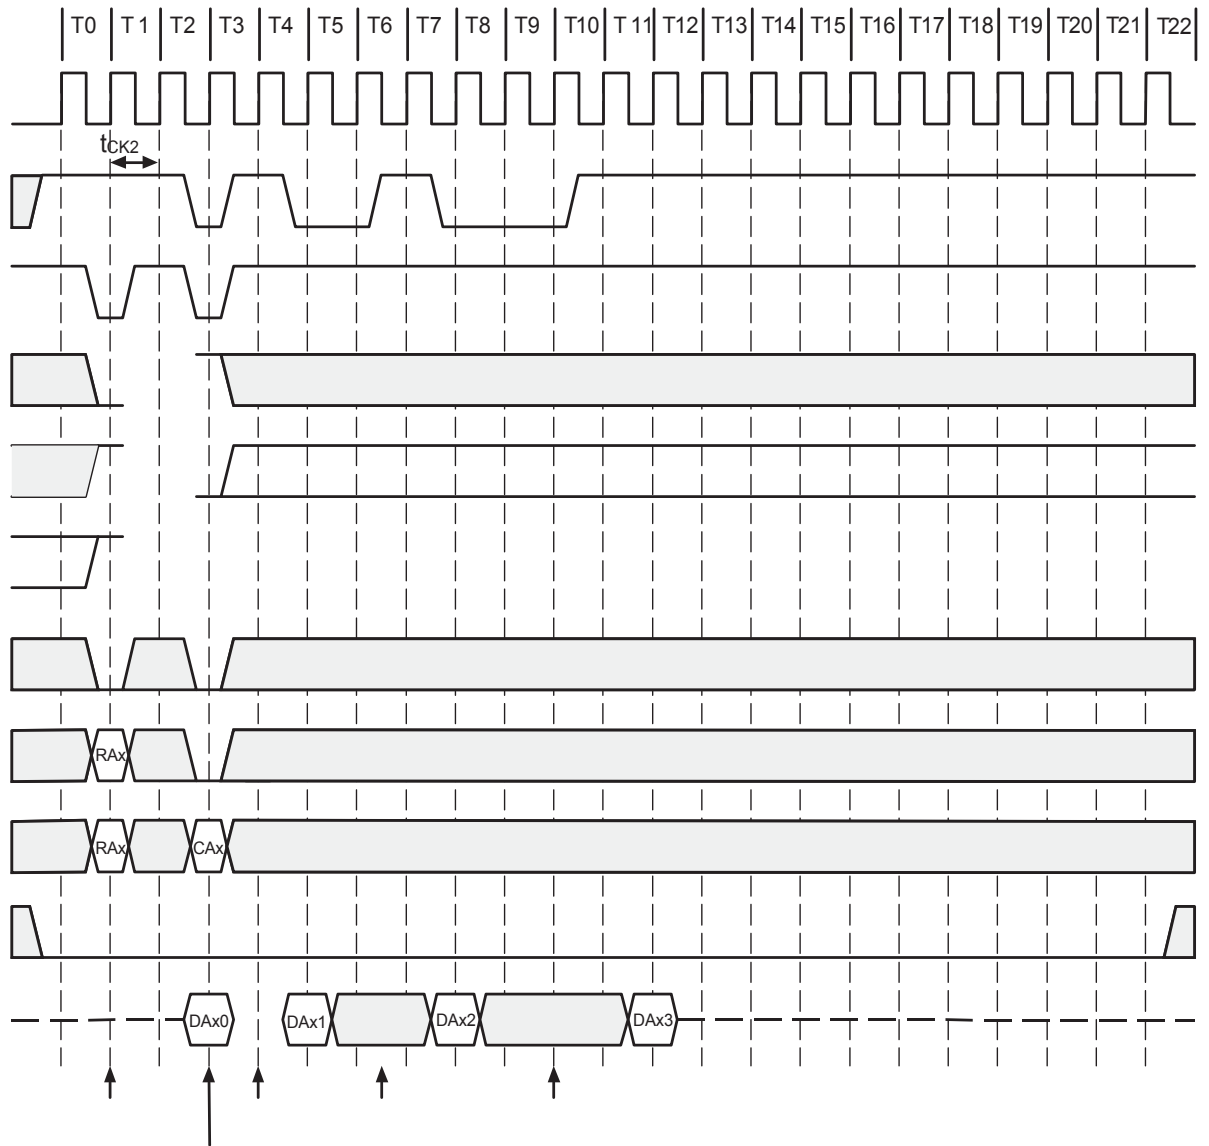 T0 T 1 T2 T3 T4 T5 T6 T7 T8 T9 T10 T 11 T12 T13 T14 T15 T16 T17 T18 T19 T20 T21 T22
tCK2
RAx
RAx CAx
DAx0 DAx1 DAx2 DAx3